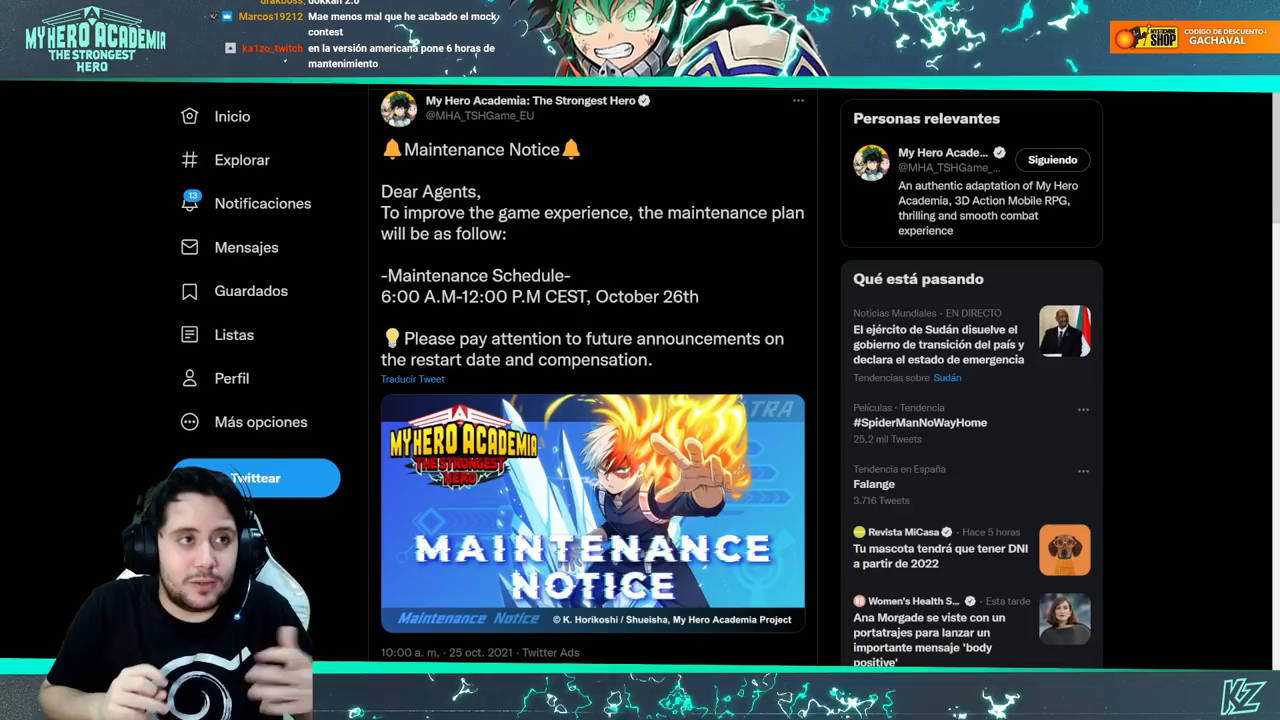 MY HERO ACADEMIA
THE STRONGEST
HERO
Marcos19212 Mae menos mal que he acabado el mock
contest
ka1zo_twitch en la versión americana pone 6 horas de
mantenimiento
SHOP
CODIGO DE DESCUENTO
GACHAVAL
Inicio
Explorar
13
Notificaciones
Mensajes
Guardados
Listas
Perfil
Más opciones
Twittear
My Hero Academia: The Strongest Hero
@MHA_TSHGame_EU
🔔Maintenance Notice🔔
Dear Agents,
To improve the game experience, the maintenance plan
will be as follow:
-Maintenance Schedule-
6:00 A.M-12:00 P.M CEST, October 26th
💡Please pay attention to future announcements on
the restart date and compensation.
Traducir Tweet
TRA
MY HERO ACADEMIA
THE STRONGEST
HERO
MAINTENANCE
NOTICE
Maintenance Notice © K. Horikoshi / Shueisha, My Hero Academia Project
10:00 a. m. · 25 oct. 2021 · Twitter Ads
Personas relevantes
My Hero Acade...
@MHA_TSHGame_...
Siguiendo
An authentic adaptation of My Hero
Academia, 3D Action Mobile RPG,
thrilling and smooth combat
experience
Qué está pasando
Noticias Mundiales · EN DIRECTO
El ejército de Sudán disuelve el
gobierno de transición del país y
declara el estado de emergencia
Tendencias sobre Sudán
Películas · Tendencia
#SpiderManNoWayHome
25,2 mil Tweets
Tendencia en España
Falange
3.716 Tweets
Revista MiCasa · Hace 5 horas
Tu mascota tendrá que tener DNI
a partir de 2022
Women's Health S... · Esta tarde
Ana Morgade se viste con un
portatrajes para lanzar un
importante mensaje 'body
positive'
KZ